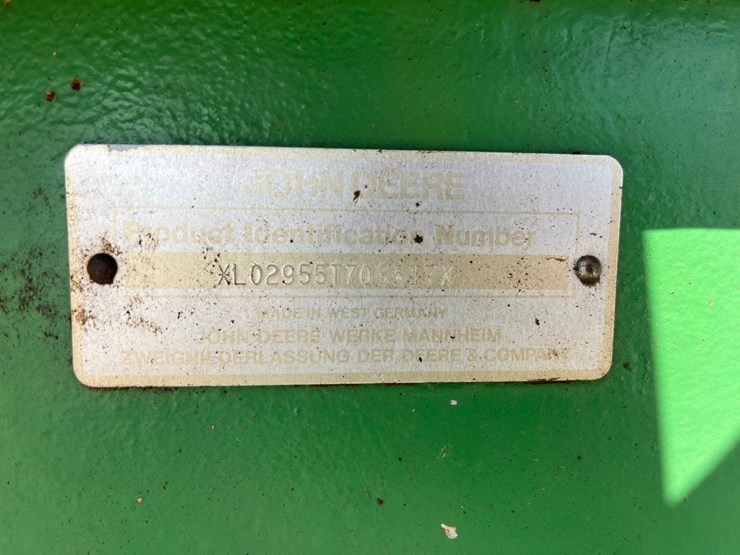 JOHN DEERE
Product Identification Number
MADE IN WEST GERMANY
JOHN DEERE WERKE MANNHEIM
ZWEIGNIEDERLASSUNG DER DEERE & COMPANY